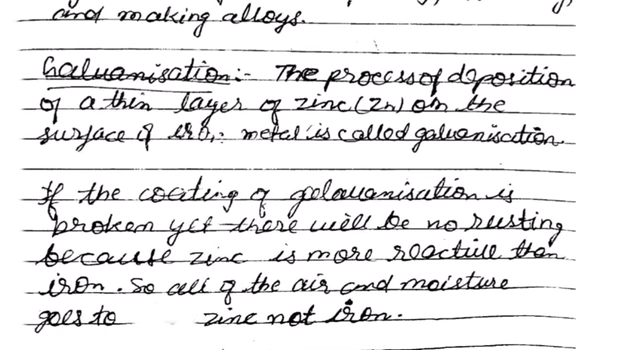 and making alloys.
Galvanisation:- The process of deposition
of a thin layer of zinc (Zn) on the
surface of iron metal is called galvanisation.
If the coating of galavanisation is
broken yet there will be no rusting
because zinc is more reactive than
iron. So all of the air and moisture
goes to zinc not iron.